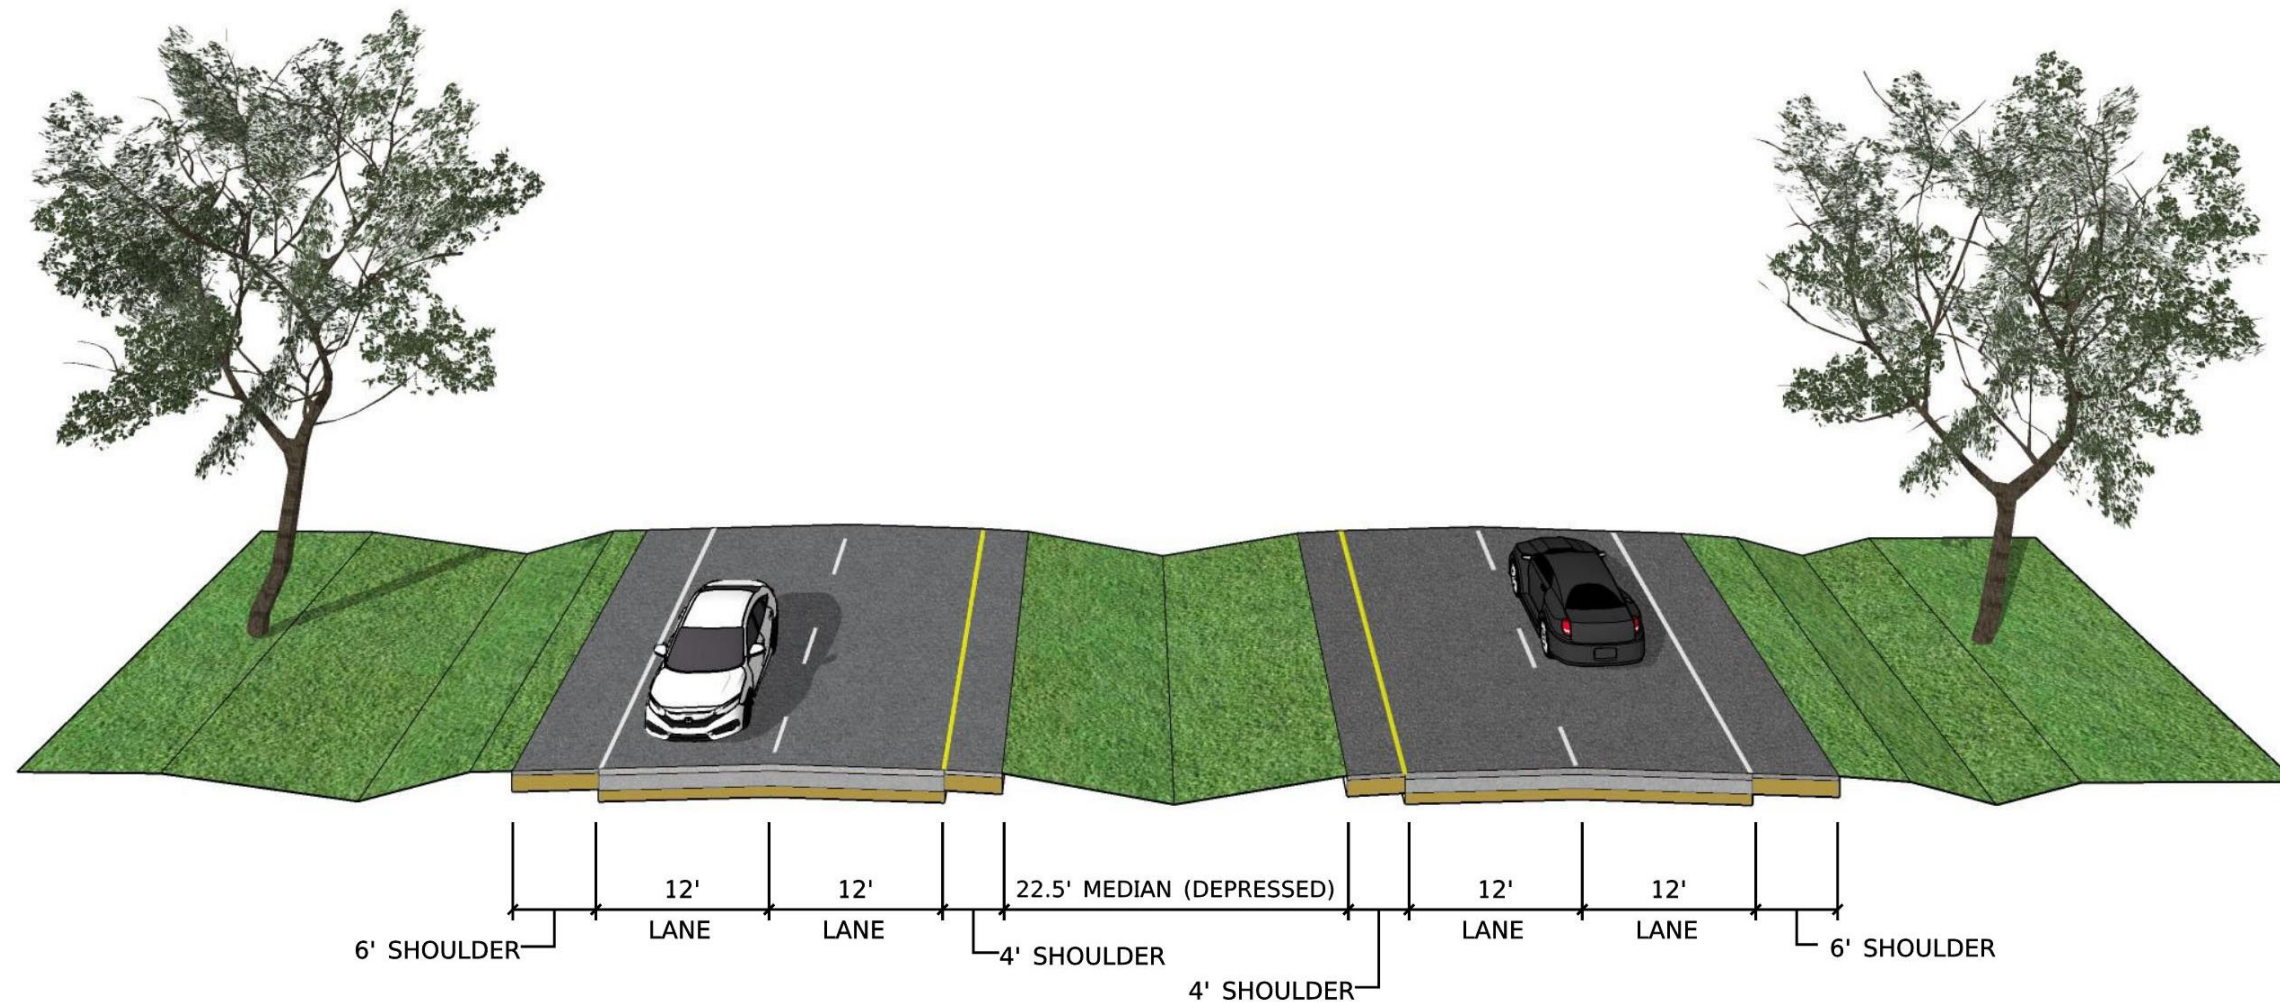 12' 12' 22.5' MEDIAN (DEPRESSED) 12' 12'
LANE LANE LANE LANE
6' SHOULDER 4' SHOULDER 6' SHOULDER
4' SHOULDER